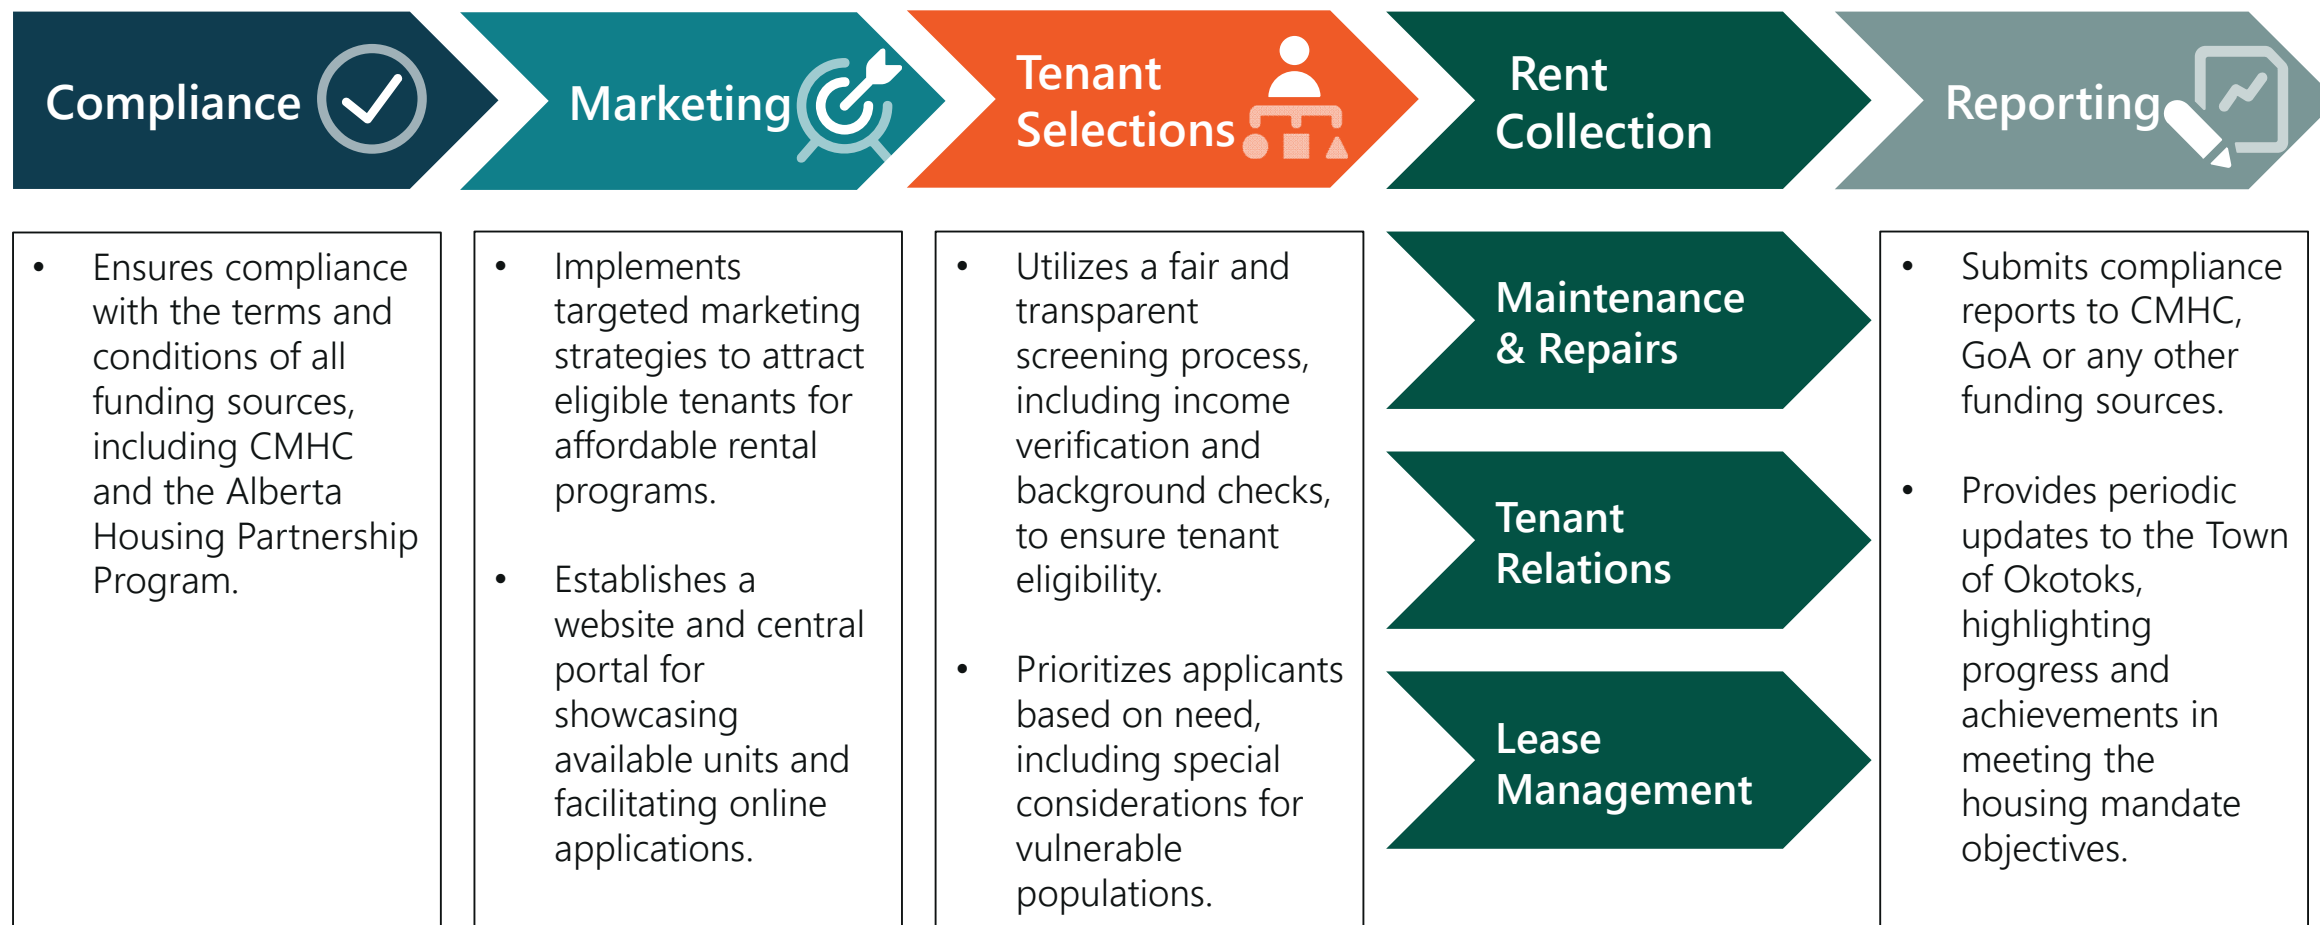 Compliance
Marketing
Tenant
Selections
Rent
Collection
Reporting
• Ensures compliance
with the terms and
conditions of all
funding sources,
including CMHC
and the Alberta
Housing Partnership
Program.
• Implements
targeted marketing
strategies to attract
eligible tenants for
affordable rental
programs.
• Establishes a
website and central
portal for
showcasing
available units and
facilitating online
applications.
• Utilizes a fair and
transparent
screening process,
including income
verification and
background checks,
to ensure tenant
eligibility.
• Prioritizes applicants
based on need,
including special
considerations for
vulnerable
populations.
Maintenance
& Repairs
Tenant
Relations
Lease
Management
• Submits compliance
reports to CMHC,
GoA or any other
funding sources.
• Provides periodic
updates to the Town
of Okotoks,
highlighting
progress and
achievements in
meeting the
housing mandate
objectives.